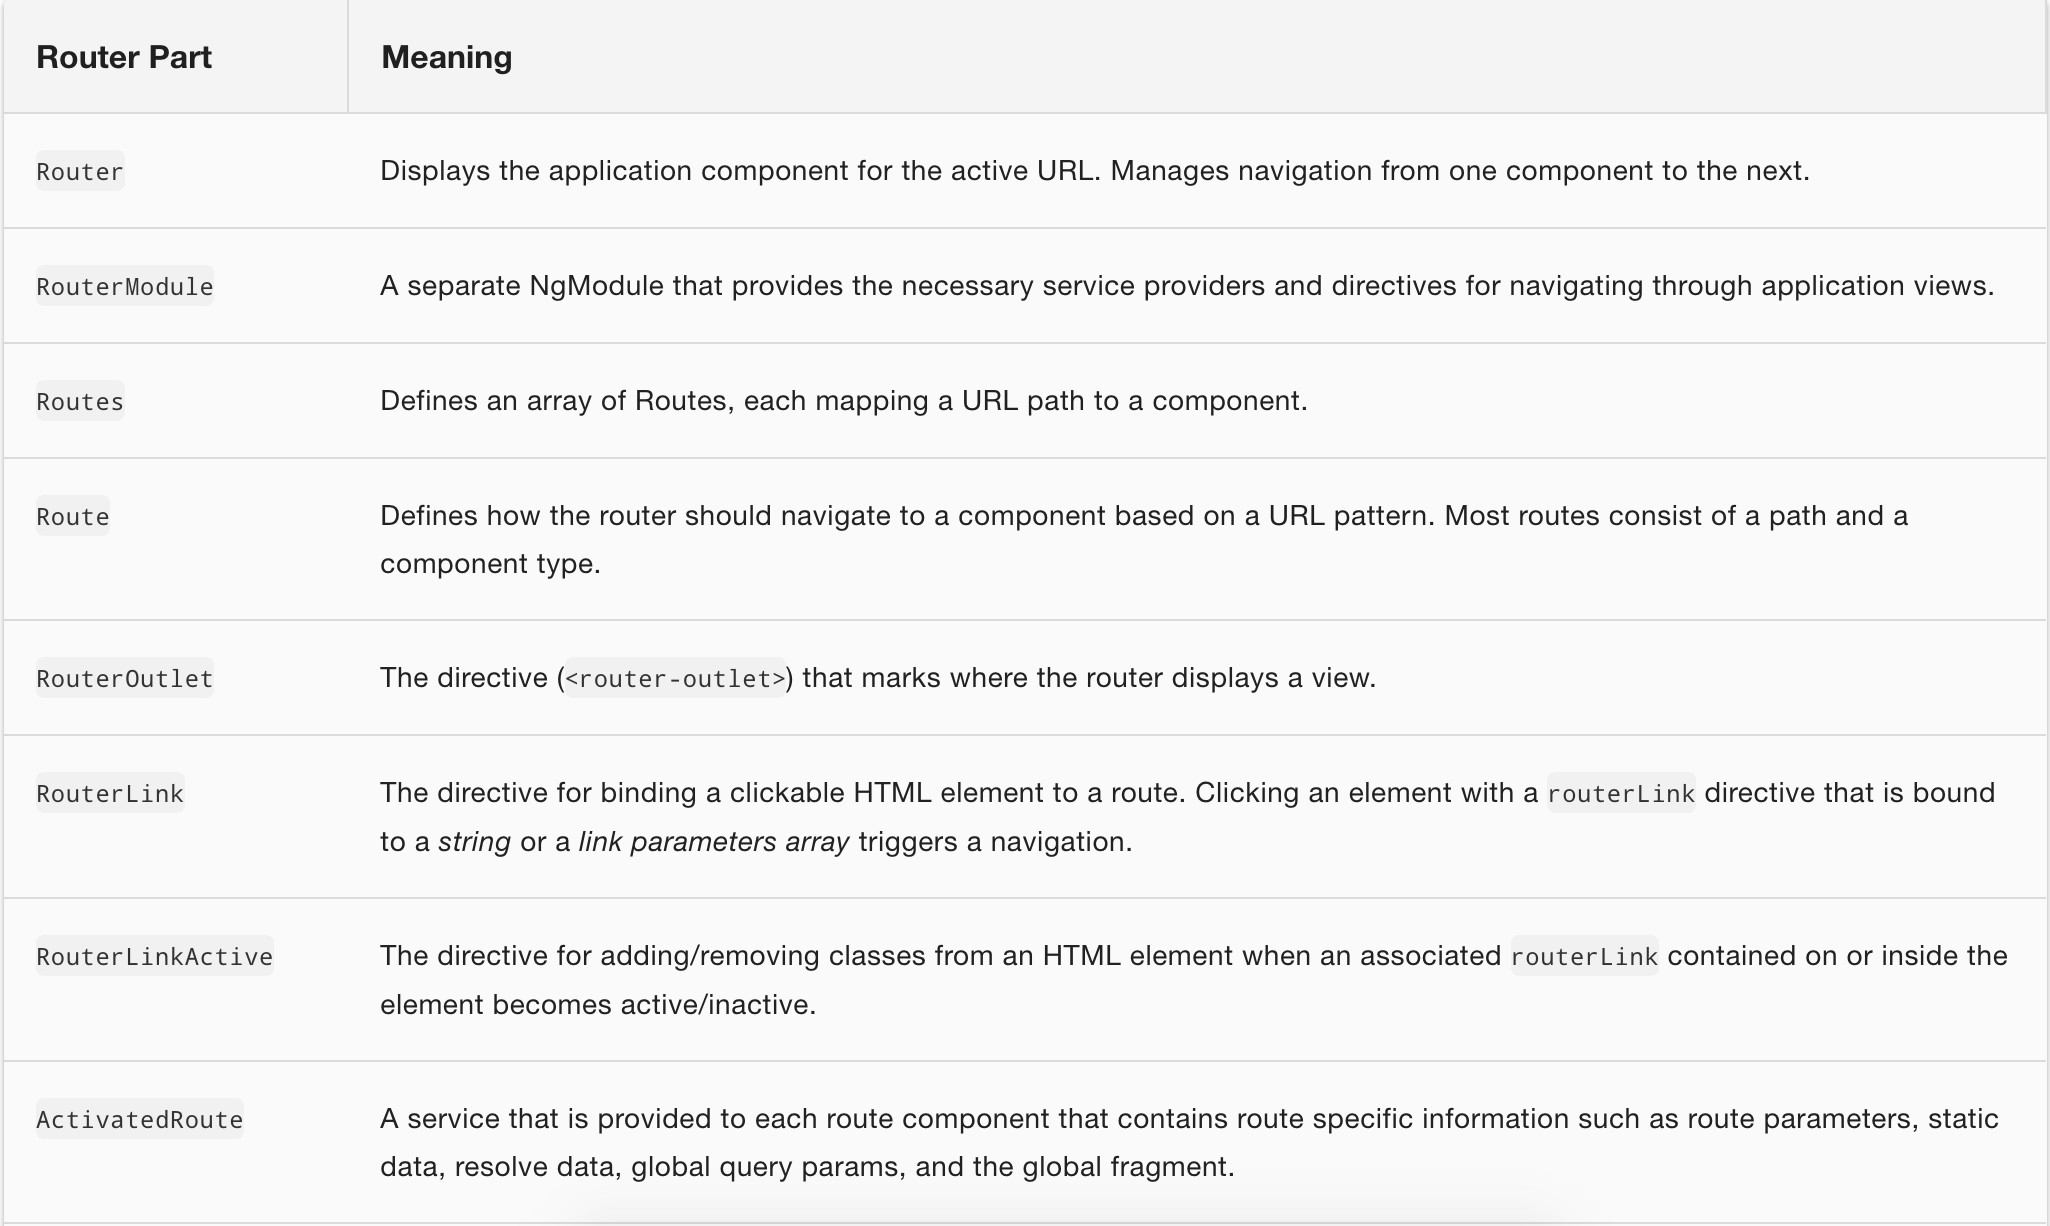 Router Part Meaning
Router Displays the application component for the active URL. Manages navigation from one component to the next.
RouterModule A separate NgModule that provides the necessary service providers and directives for navigating through application views.
Routes Defines an array of Routes, each mapping a URL path to a component.
Route Defines how the router should navigate to a component based on a URL pattern. Most routes consist of a path and a
component type.
RouterOutlet The directive (<router-outlet>) that marks where the router displays a view.
RouterLink The directive for binding a clickable HTML element to a route. Clicking an element with a routerLink directive that is bound
to a string or a link parameters array triggers a navigation.
RouterLinkActive The directive for adding/removing classes from an HTML element when an associated routerLink contained on or inside the
element becomes active/inactive.
ActivatedRoute A service that is provided to each route component that contains route specific information such as route parameters, static
data, resolve data, global query params, and the global fragment.